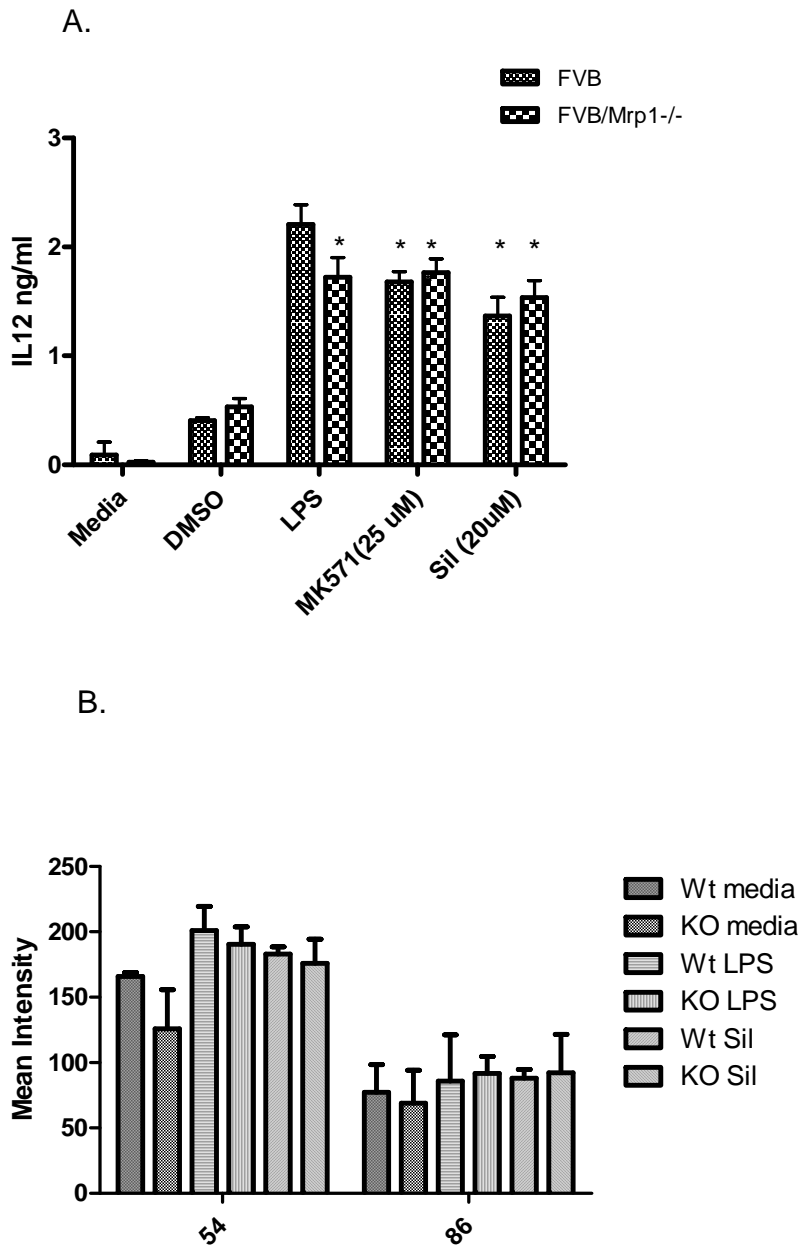 A.
FVB
FVB/Mrp1-/-
3
2
1
0
IL12 ng/ml
* * * * *
Media
DMSO
LPS
MK571(25 uM)
Sil (20uM)
B.
250
200
150
100
50
0
Mean Intensity
54
86
Wt media
KO media
Wt LPS
KO LPS
Wt Sil
KO Sil